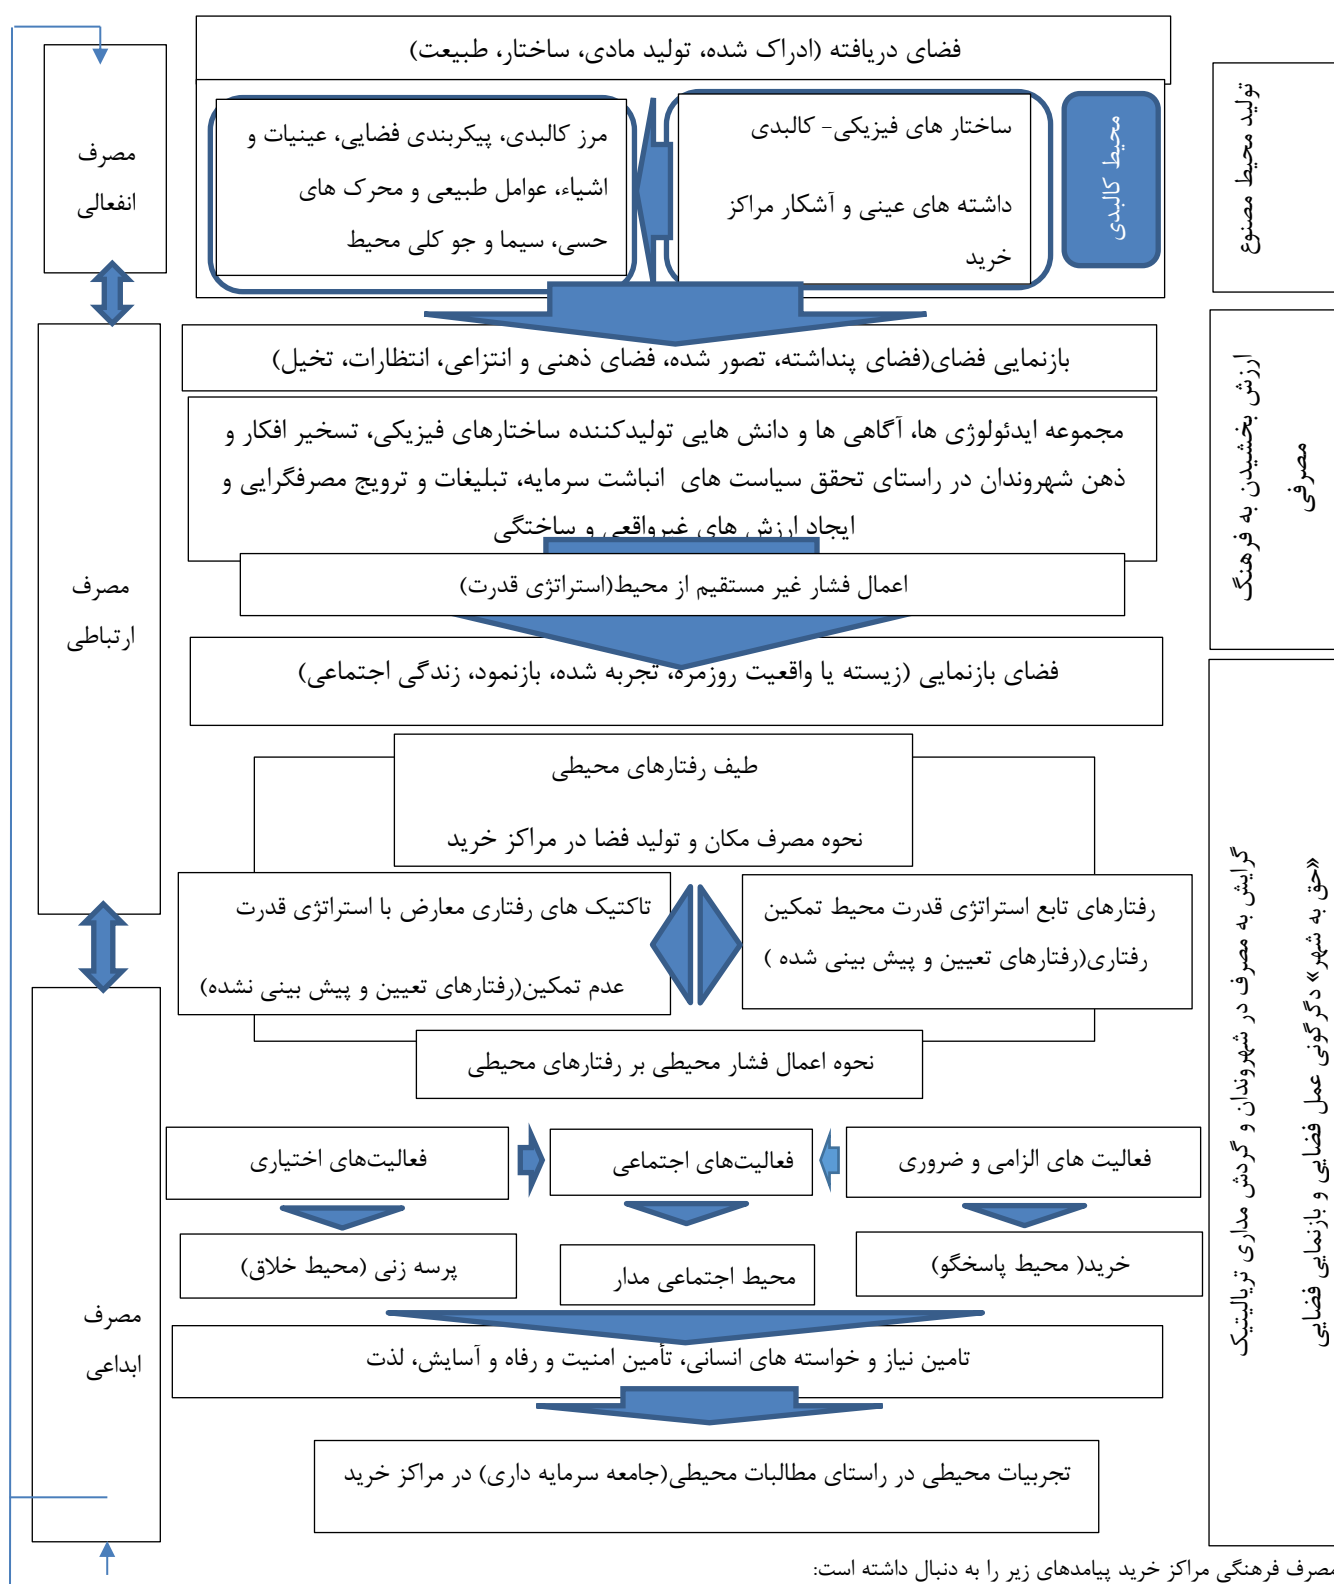 فضای دریافته (ادراک شده، تولید مادی، ساختار، طبیعت)
تولید محیط مصنوع
محیط کالبدی
ساختار های فیزیکی- کالبدی
داشته های عینی و آشکار مراکز
خرید
مرز کالبدی، پیکربندی فضایی، عینیات و
اشیاء، عوامل طبیعی و محرک های
حسی، سیما و جو کلی محیط
مصرف
انفعالی
ارزش بخشیدن به فرهنگ
مصرفی
بازنمایی فضای(فضای پنداشته، تصور شده، فضای ذهنی و انتزاعی، انتظارات، تخیل)
مجموعه ایدئولوژی ها، آگاهی ها و دانش هایی تولیدکننده ساختارهای فیزیکی، تسخیر افکار و
ذهن شهروندان در راستای تحقق سیاست های انباشت سرمایه، تبلیغات و ترویج مصرفگرایی و
ایجاد ارزش های غیرواقعی و ساختگی
اعمال فشار غیر مستقیم از محیط(استراتژی قدرت)
مصرف
ارتباطی
فضای بازنمایی (زیسته یا واقعیت روزمره، تجربه شده، بازنمود، زندگی اجتماعی)
گرایش به مصرف در شهروندان و گردش مداری تریالیتیک
«حق به شهر» دگرگونی عمل فضایی و بازنمایی فضایی
طیف رفتارهای محیطی
نحوه مصرف مکان و تولید فضا در مراکز خرید
رفتارهای تابع استراتژی قدرت محیط تمکین
رفتاری(رفتارهای تعیین و پیش بینی شده )
تاکتیک های رفتاری معارض با استراتژی قدرت
عدم تمکین(رفتارهای تعیین و پیش بینی نشده)
نحوه اعمال فشار محیطی بر رفتارهای محیطی
فعالیت های الزامی و ضروری
فعالیت‌های اجتماعی
فعالیت‌های اختیاری
خرید( محیط پاسخگو)
محیط اجتماعی مدار
پرسه زنی (محیط خلاق)
مصرف
ابداعی
تامین نیاز و خواسته های انسانی، تأمین امنیت و رفاه و آسایش، لذت
تجربیات محیطی در راستای مطالبات محیطی(جامعه سرمایه داری) در مراکز خرید
مصرف فرهنگی مراکز خرید پیامدهای زیر را به دنبال داشته است: